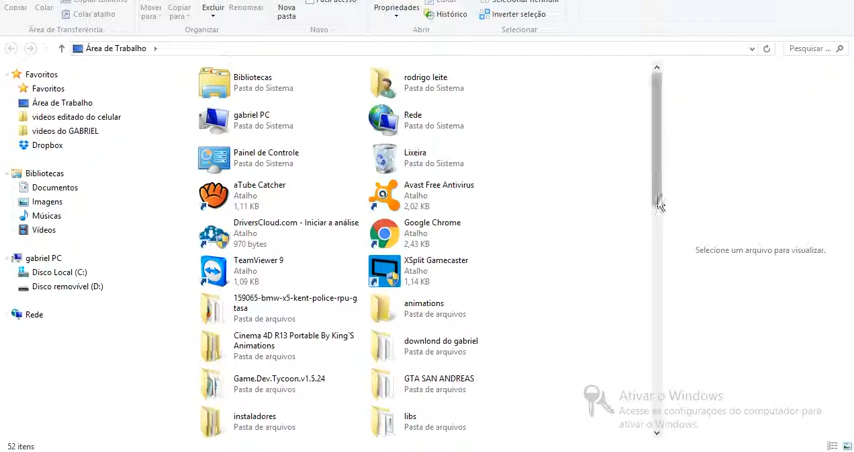 Copiar
Colar
Colar atalho
Mover
para
Copiar
para
Excluir
Renomear
Nova
pasta
Propriedades
Histórico
Inverter seleção
Área de Transferência
Organizar
Novo
Abrir
Selecionar
Área de Trabalho
Pesquisar ...
Favoritos
Favoritos
Área de Trabalho
videos editado do celular
videos do GABRIEL
Dropbox
Bibliotecas
Documentos
Imagens
Músicas
Vídeos
gabriel PC
Disco Local (C:)
Disco removível (D:)
Rede
Bibliotecas
Pasta do Sistema
rodrigo leite
Pasta do Sistema
gabriel PC
Pasta do Sistema
Rede
Pasta do Sistema
Painel de Controle
Pasta do Sistema
Lixeira
Pasta do Sistema
aTube Catcher
Atalho
1,11 KB
Avast Free Antivirus
Atalho
2,02 KB
DriversCloud.com - Iniciar a análise
Atalho
970 bytes
Google Chrome
Atalho
2,43 KB
TeamViewer 9
Atalho
1,09 KB
XSplit Gamecaster
Atalho
1,14 KB
159065-bmw-x5-kent-police-rpu-g
tasa
Pasta de arquivos
animations
Pasta de arquivos
Cinema 4D R13 Portable By King'S
Animations
Pasta de arquivos
downlond do gabriel
Pasta de arquivos
Game.Dev.Tycoon.v1.5.24
Pasta de arquivos
GTA SAN ANDREAS
Pasta de arquivos
instaladores
Pasta de arquivos
libs
Pasta de arquivos
Selecione um arquivo para visualizar.
Ativar o Windows
Acesse as configurações do computador para
ativar o Windows.
52 itens